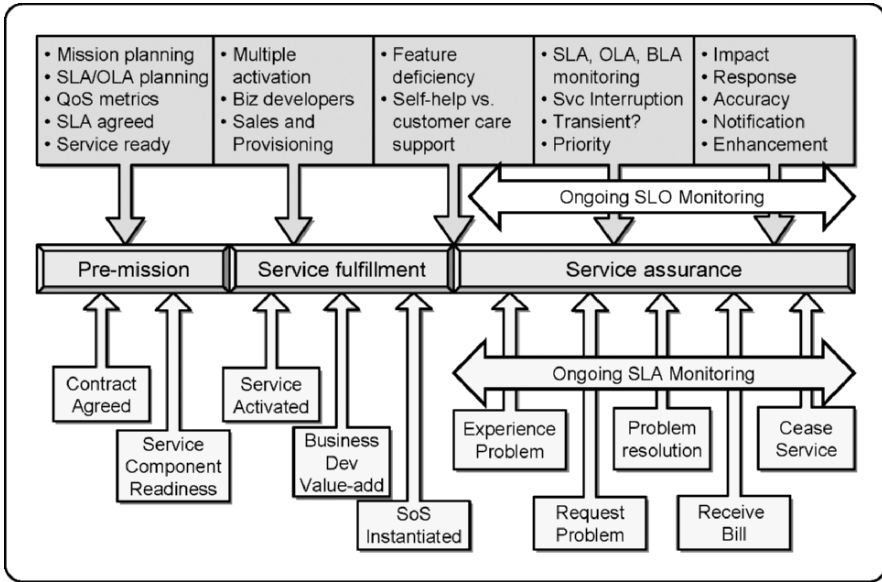 • Mission planning
• SLA/OLA planning
• QoS metrics
• SLA agreed
• Service ready
• Multiple
activation
• Biz developers
• Sales and
Provisioning
• Feature
deficiency
• Self-help vs.
customer care
support
• SLA, OLA, BLA
monitoring
• Svc Interruption
• Transient?
• Priority
• Impact
• Response
• Accuracy
• Notification
• Enhancement
Ongoing SLO Monitoring
Pre-mission
Service fulfillment
Service assurance
Ongoing SLA Monitoring
Contract
Agreed
Service
Component
Readiness
Service
Activated
Business
Dev
Value-add
SoS
Instantiated
Experience
Problem
Request
Problem
Problem
resolution
Receive
Bill
Cease
Service